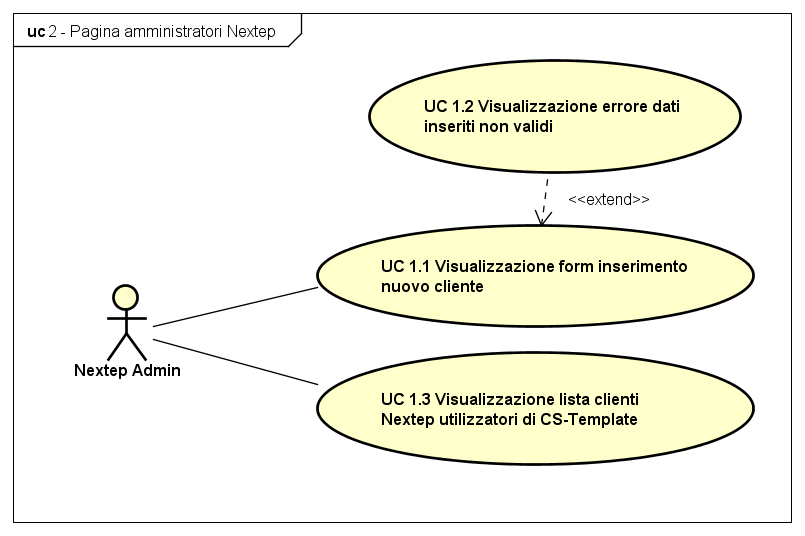 uc 2 - Pagina amministratori Nextep
UC 1.2 Visualizzazione errore dati
inseriti non validi
<<extend>>
UC 1.1 Visualizzazione form inserimento
nuovo cliente
Nextep Admin
UC 1.3 Visualizzazione lista clienti
Nextep utilizzatori di CS-Template